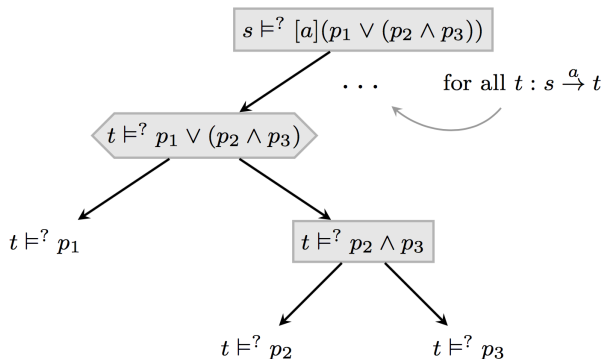 s ⊨? [a](p₁ ∨ (p₂ ∧ p₃))
... for all t : s →ᵃ t
t ⊨? p₁ ∨ (p₂ ∧ p₃)
t ⊨? p₁
t ⊨? p₂ ∧ p₃
t ⊨? p₂
t ⊨? p₃